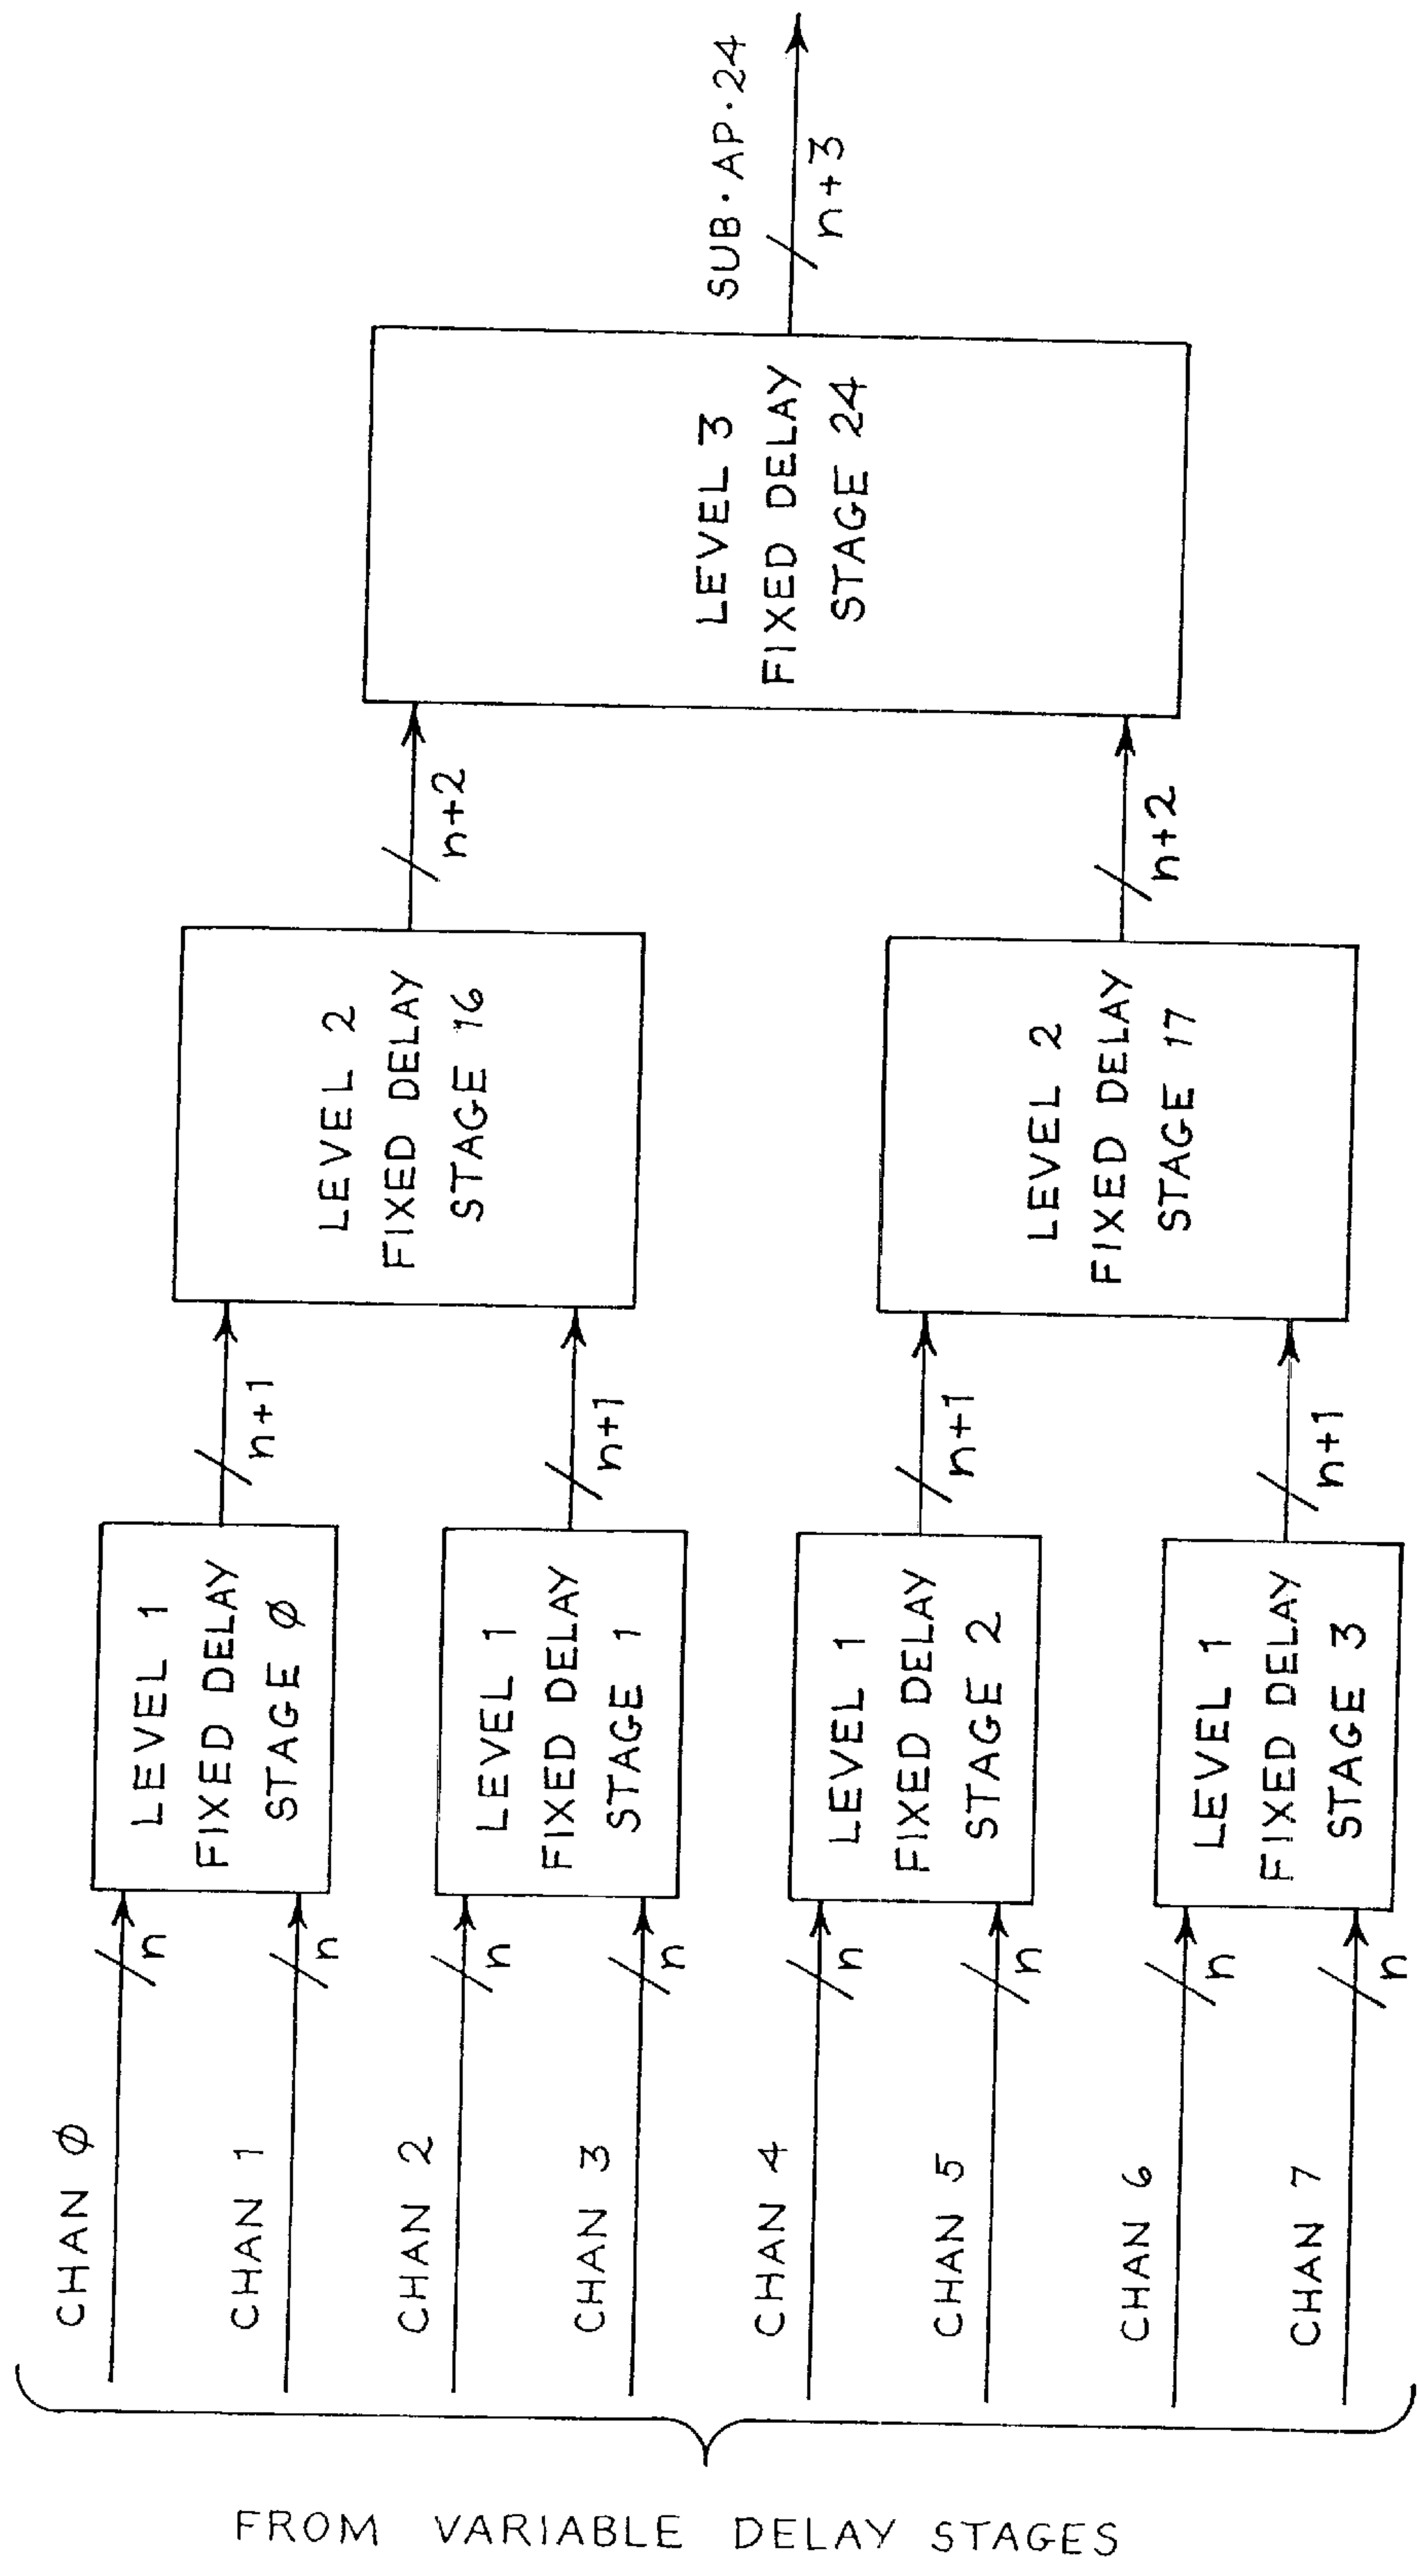 CHAN Ø
n
CHAN 1
n
CHAN 2
n
CHAN 3
n
CHAN 4
n
CHAN 5
n
CHAN 6
n
CHAN 7
n
LEVEL 1
FIXED DELAY
STAGE Ø
n+1
LEVEL 1
FIXED DELAY
STAGE 1
n+1
LEVEL 1
FIXED DELAY
STAGE 2
n+1
LEVEL 1
FIXED DELAY
STAGE 3
n+1
LEVEL 2
FIXED DELAY
STAGE 16
n+2
LEVEL 2
FIXED DELAY
STAGE 17
n+2
LEVEL 3
FIXED DELAY
STAGE 24
SUB·AP·24
n+3
FROM VARIABLE DELAY STAGES